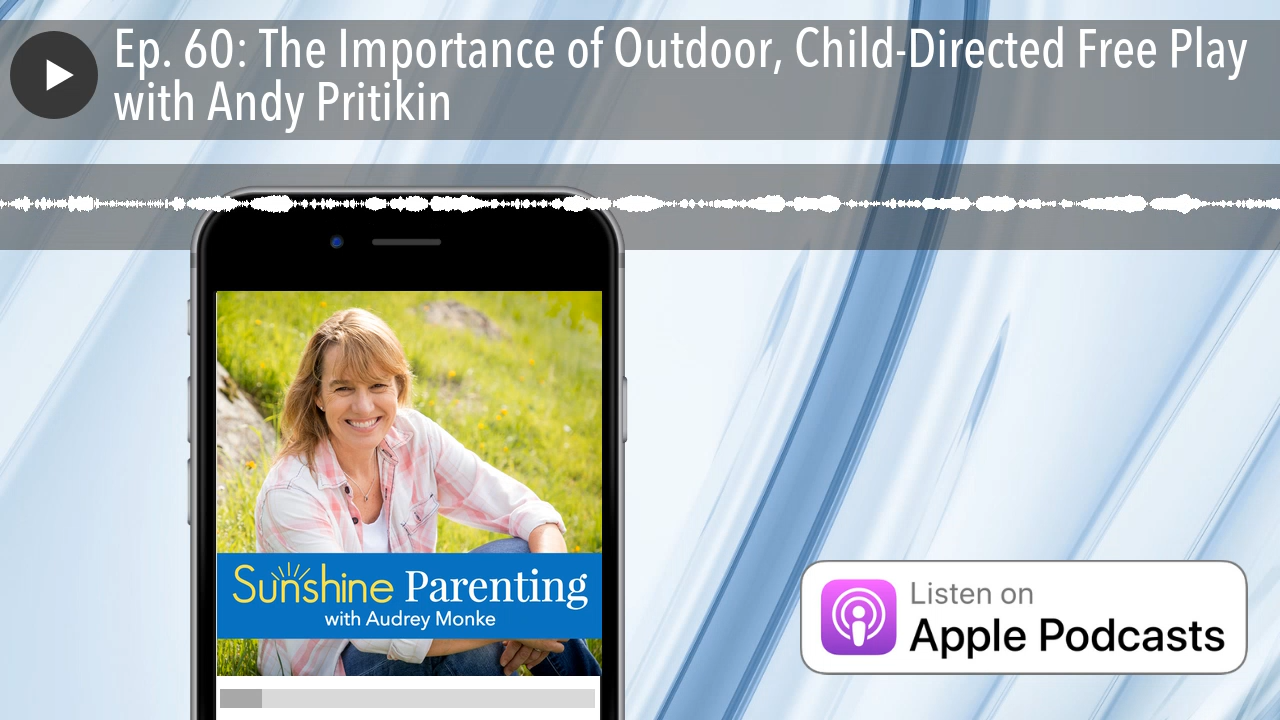 Ep. 60: The Importance of Outdoor, Child-Directed Free Play
with Andy Pritikin
Sunshine Parenting
with Audrey Monke
Listen on
Apple Podcasts